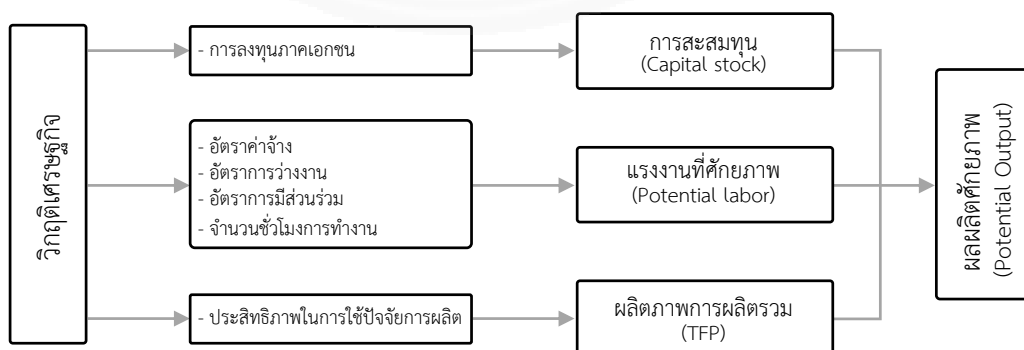 วิกฤติเศรษฐกิจ
- การลงทุนภาคเอกชน
การสะสมทุน
(Capital stock)
- อัตราค่าจ้าง
- อัตราการว่างงาน
- อัตราการมีส่วนร่วม
- จำนวนชั่วโมงการทำงาน
แรงงานที่ศักยภาพ
(Potential labor)
- ประสิทธิภาพในการใช้ปัจจัยการผลิต
ผลิตภาพการผลิตรวม
(TFP)
ผลผลิตศักยภาพ
(Potential Output)